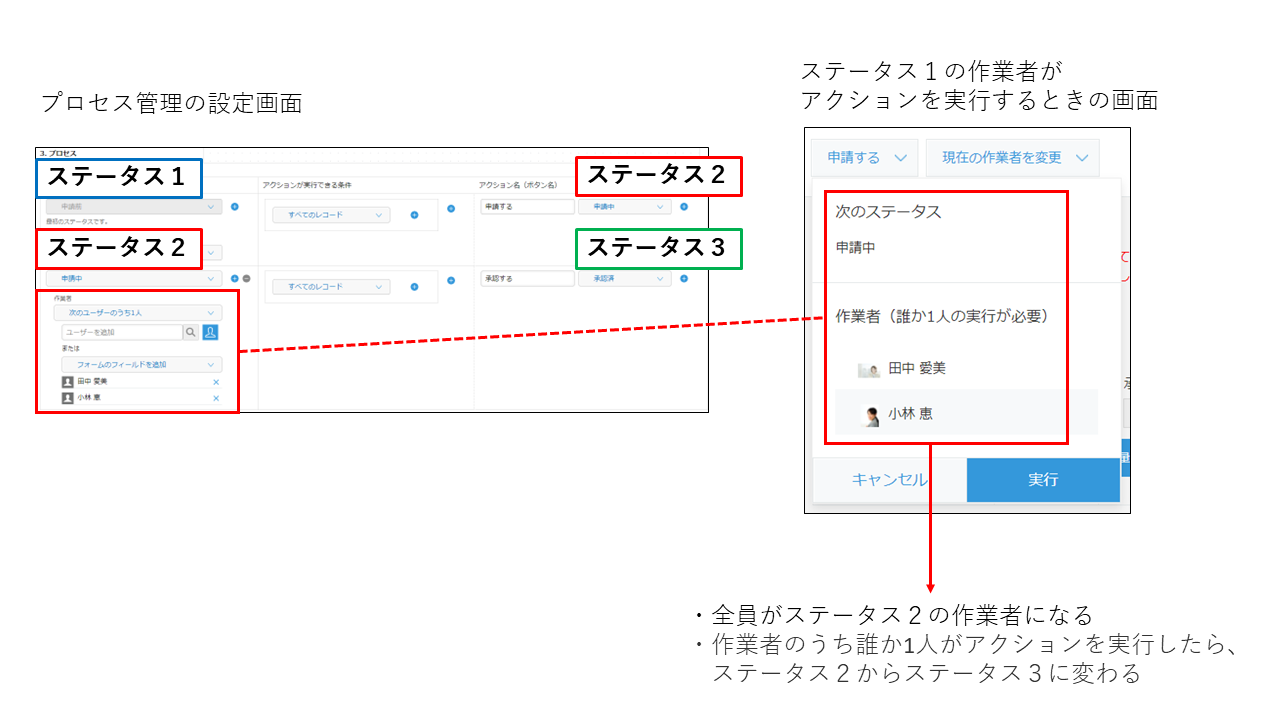 ステータス１の作業者が
アクションを実行するときの画面
プロセス管理の設定画面
3. プロセス
ステータス１
アクションが実行できる条件
アクション名（ボタン名）
ステータス２
申請前
すべてのレコード
申請する
申請中
最初のステータスです。
ステータス２
ステータス３
申請中
すべてのレコード
承認する
承認済
作業者
次のユーザーのうち1人
ユーザーを追加
または
フォームのフィールドを追加
田中 愛美
小林 恵
申請する
現在の作業者を変更
次のステータス
申請中
作業者（誰か1人の実行が必要）
田中 愛美
小林 恵
キャンセル
実行
・全員がステータス２の作業者になる
・作業者のうち誰か1人がアクションを実行したら、
ステータス２からステータス３に変わる